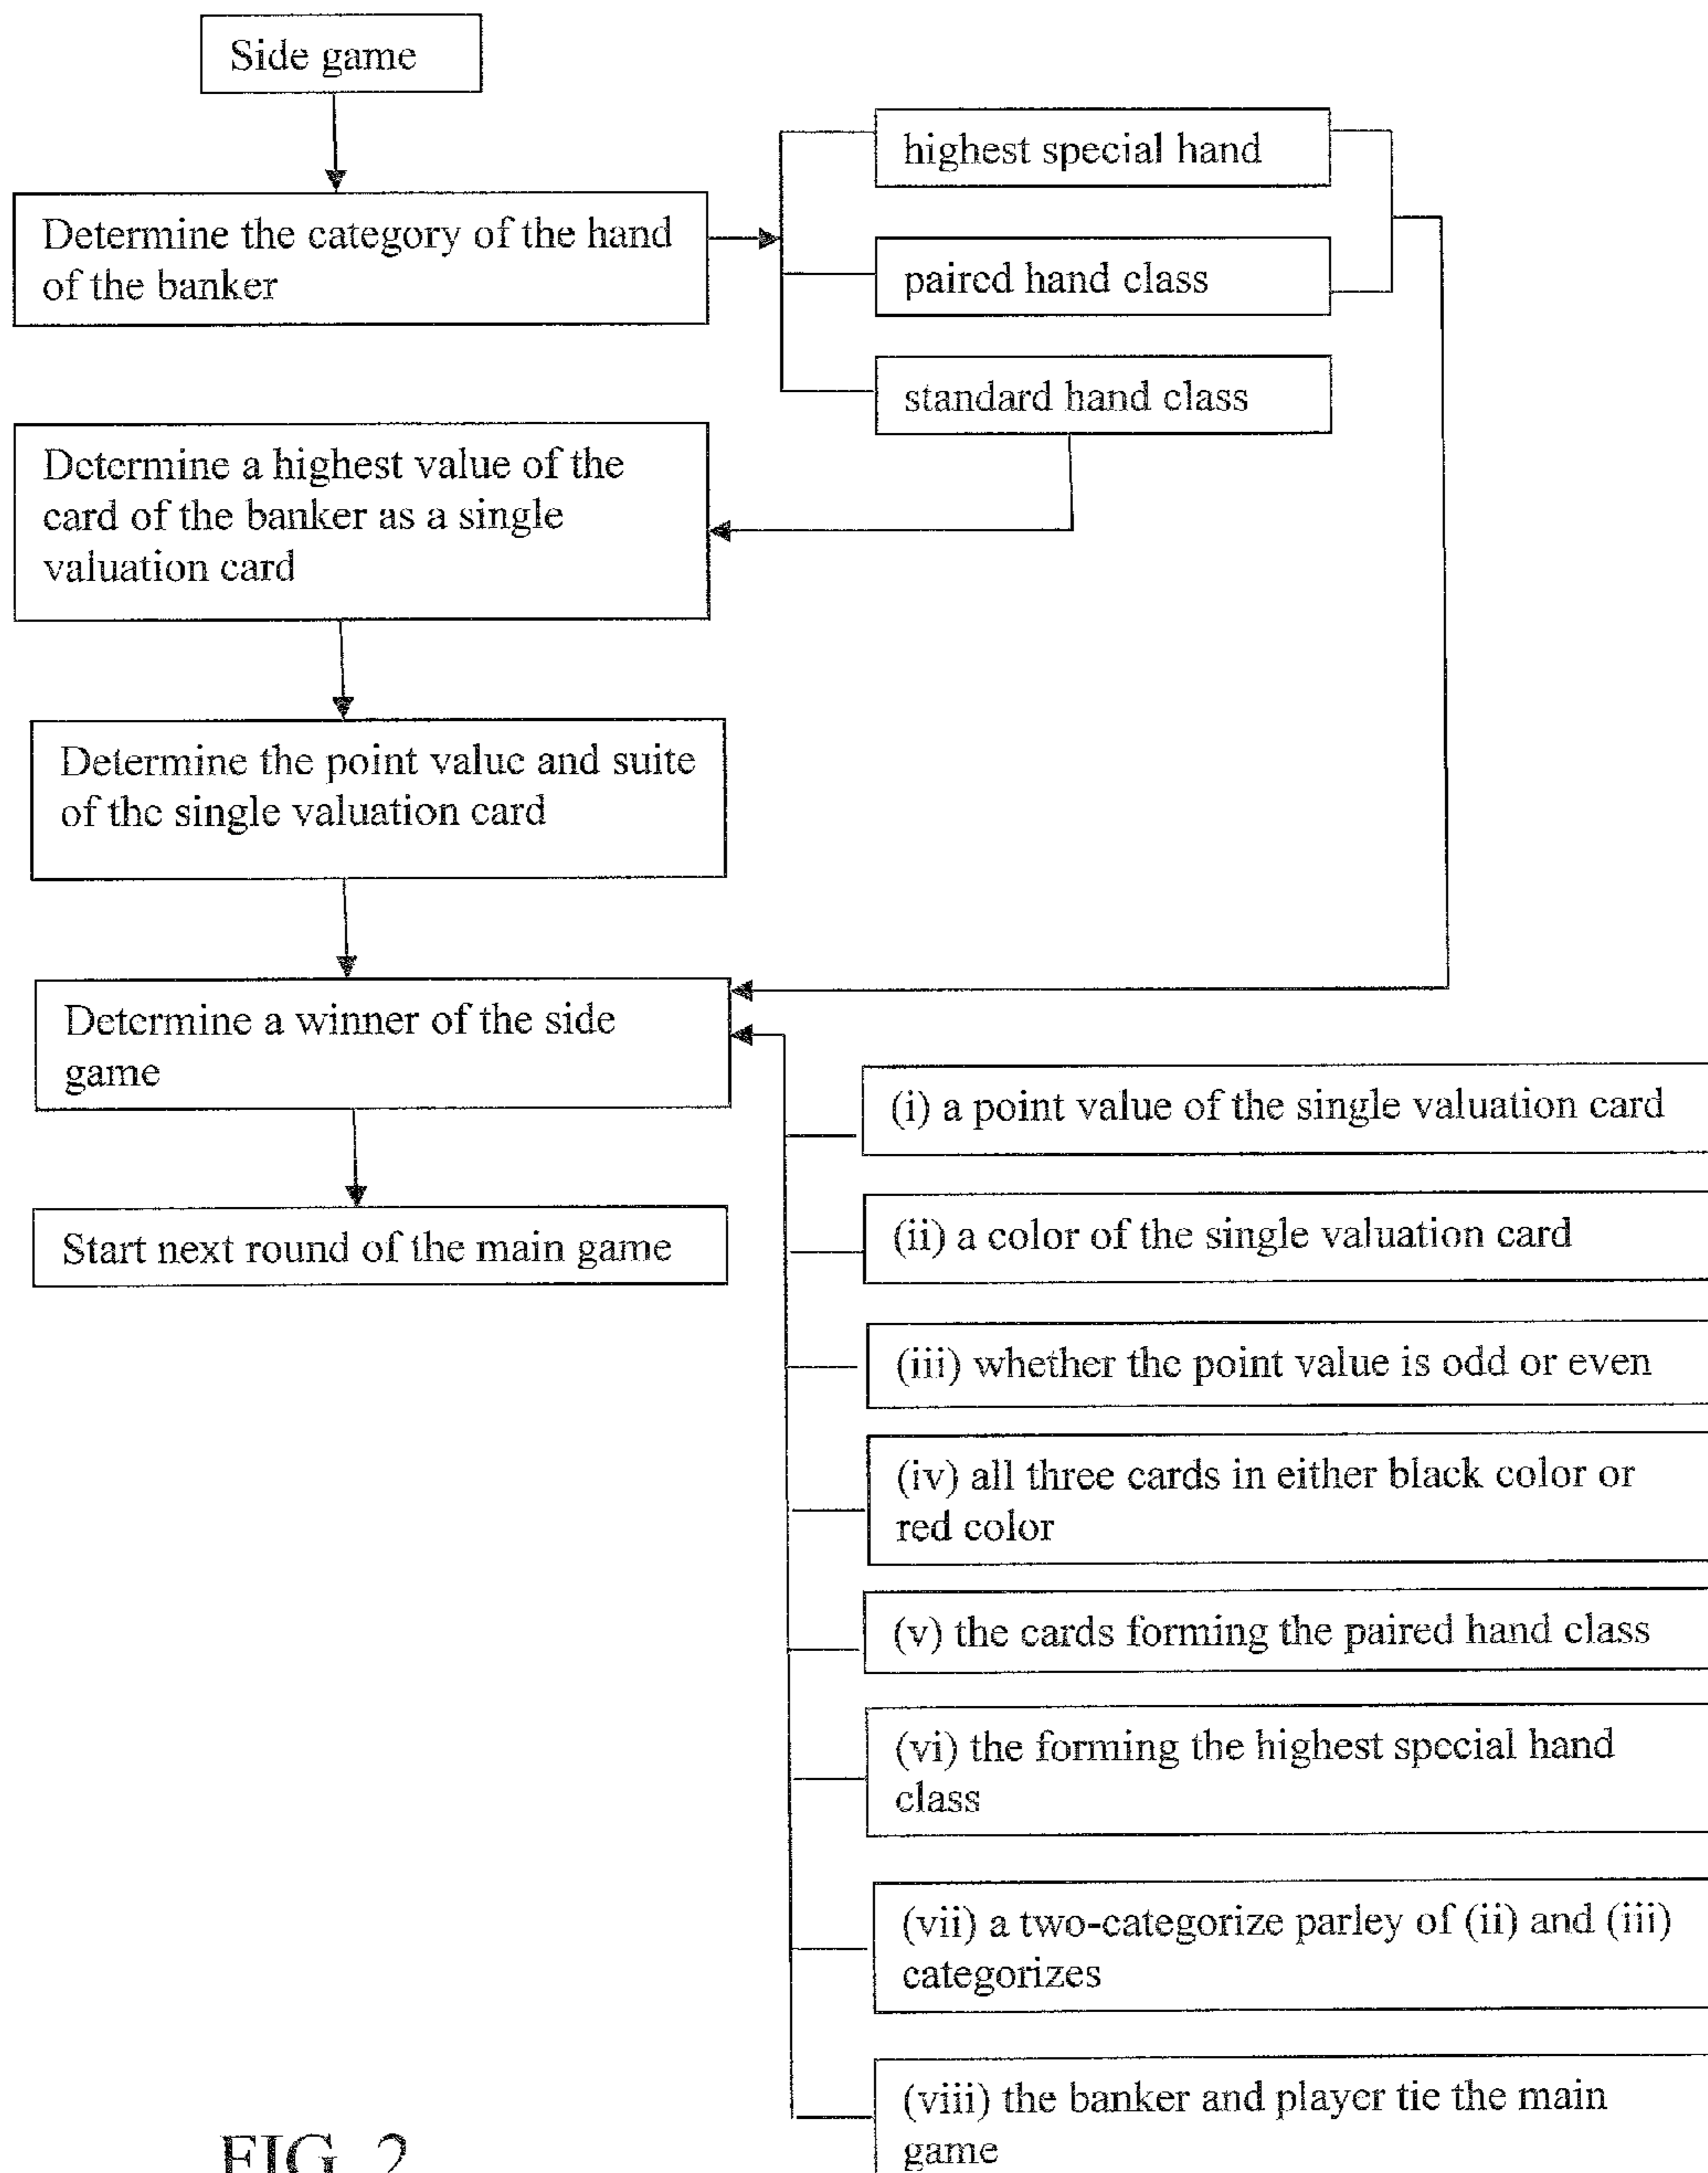 Side game
Determine the category of the hand
of the banker
highest special hand
paired hand class
standard hand class
Determine a highest value of the
card of the banker as a single
valuation card
Determine the point value and suite
of the single valuation card
Determine a winner of the side
game
Start next round of the main game
(i) a point value of the single valuation card
(ii) a color of the single valuation card
(iii) whether the point value is odd or even
(iv) all three cards in either black color or
red color
(v) the cards forming the paired hand class
(vi) the forming the highest special hand
class
(vii) a two-categorize parley of (ii) and (iii)
categorizes
(viii) the banker and player tie the main
game
FIG. 2